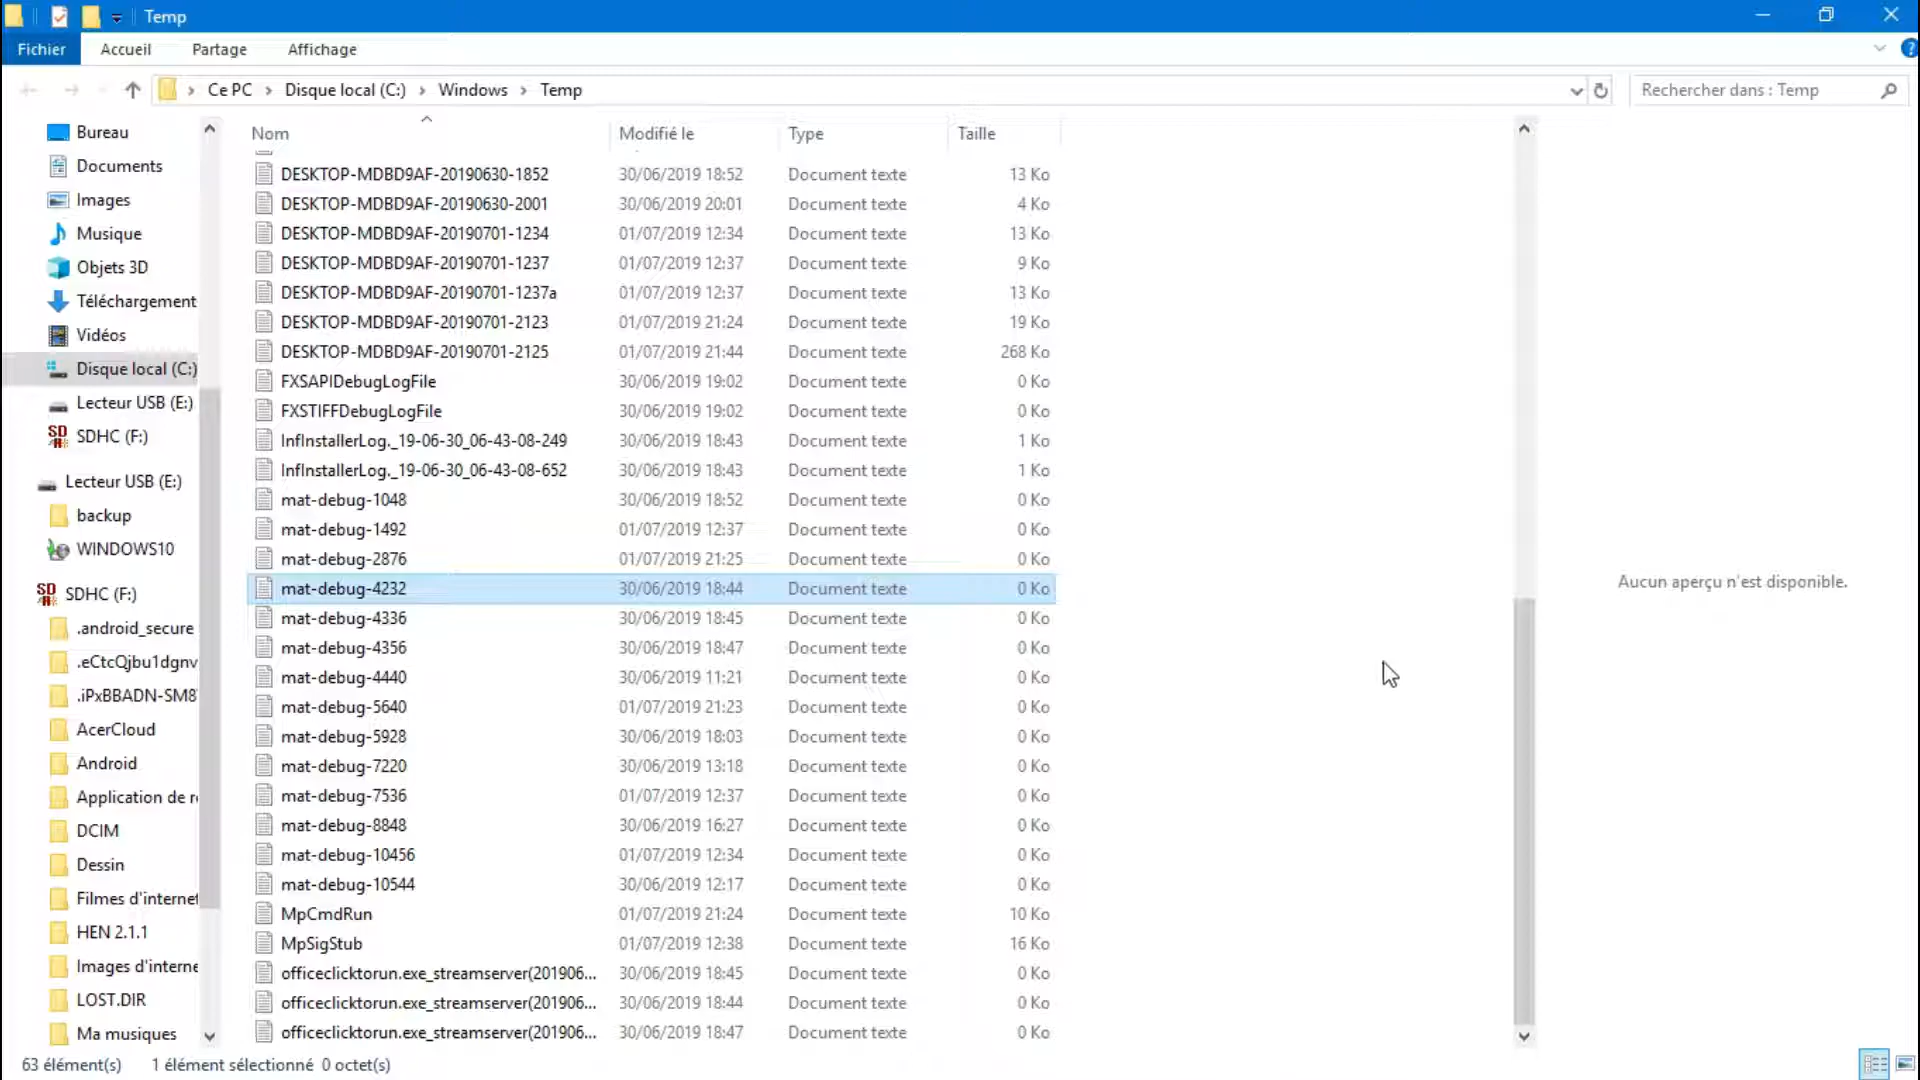 Temp
Fichier Accueil Partage Affichage
Ce PC > Disque local (C:) > Windows > Temp
Rechercher dans : Temp
Bureau
Documents
Images
Musique
Objets 3D
Téléchargement
Vidéos
Disque local (C:)
Lecteur USB (E:)
SDHC (F:)
Lecteur USB (E:)
backup
WINDOWS10
SDHC (F:)
.android_secure
.eCtcQjbu1dgnv
.iPxBBADN-SM8
AcerCloud
Android
Application de r
DCIM
Dessin
Filmes d'internet
HEN 2.1.1
Images d'interne
LOST.DIR
Ma musiques
Nom Modifié le Type Taille
DESKTOP-MDBD9AF-20190630-1852 30/06/2019 18:52 Document texte 13 Ko
DESKTOP-MDBD9AF-20190630-2001 30/06/2019 20:01 Document texte 4 Ko
DESKTOP-MDBD9AF-20190701-1234 01/07/2019 12:34 Document texte 13 Ko
DESKTOP-MDBD9AF-20190701-1237 01/07/2019 12:37 Document texte 9 Ko
DESKTOP-MDBD9AF-20190701-1237a 01/07/2019 12:37 Document texte 13 Ko
DESKTOP-MDBD9AF-20190701-2123 01/07/2019 21:24 Document texte 19 Ko
DESKTOP-MDBD9AF-20190701-2125 01/07/2019 21:44 Document texte 268 Ko
FXSAPIDebugLogFile 30/06/2019 19:02 Document texte 0 Ko
FXSTIFFDebugLogFile 30/06/2019 19:02 Document texte 0 Ko
InfInstallerLog._19-06-30_06-43-08-249 30/06/2019 18:43 Document texte 1 Ko
InfInstallerLog._19-06-30_06-43-08-652 30/06/2019 18:43 Document texte 1 Ko
mat-debug-1048 30/06/2019 18:52 Document texte 0 Ko
mat-debug-1492 01/07/2019 12:37 Document texte 0 Ko
mat-debug-2876 01/07/2019 21:25 Document texte 0 Ko
mat-debug-4232 30/06/2019 18:44 Document texte 0 Ko
mat-debug-4336 30/06/2019 18:45 Document texte 0 Ko
mat-debug-4356 30/06/2019 18:47 Document texte 0 Ko
mat-debug-4440 30/06/2019 11:21 Document texte 0 Ko
mat-debug-5640 01/07/2019 21:23 Document texte 0 Ko
mat-debug-5928 30/06/2019 18:03 Document texte 0 Ko
mat-debug-7220 30/06/2019 13:18 Document texte 0 Ko
mat-debug-7536 01/07/2019 12:37 Document texte 0 Ko
mat-debug-8848 30/06/2019 16:27 Document texte 0 Ko
mat-debug-10456 01/07/2019 12:34 Document texte 0 Ko
mat-debug-10544 30/06/2019 12:17 Document texte 0 Ko
MpCmdRun 01/07/2019 21:24 Document texte 10 Ko
MpSigStub 01/07/2019 12:38 Document texte 16 Ko
officeclicktorun.exe_streamserver(201906... 30/06/2019 18:45 Document texte 0 Ko
officeclicktorun.exe_streamserver(201906... 30/06/2019 18:44 Document texte 0 Ko
officeclicktorun.exe_streamserver(201906... 30/06/2019 18:47 Document texte 0 Ko
Aucun aperçu n'est disponible.
63 élément(s) 1 élément sélectionné 0 octet(s)